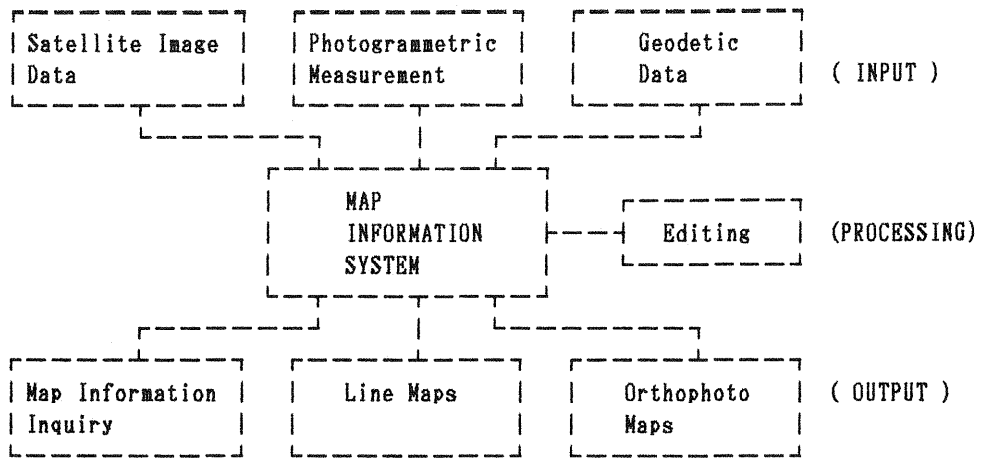 Satellite Image Data
Photogrammetric Measurement
Geodetic Data
( INPUT )
MAP INFORMATION SYSTEM
Editing
(PROCESSING)
Map Information Inquiry
Line Maps
Orthophoto Maps
( OUTPUT )